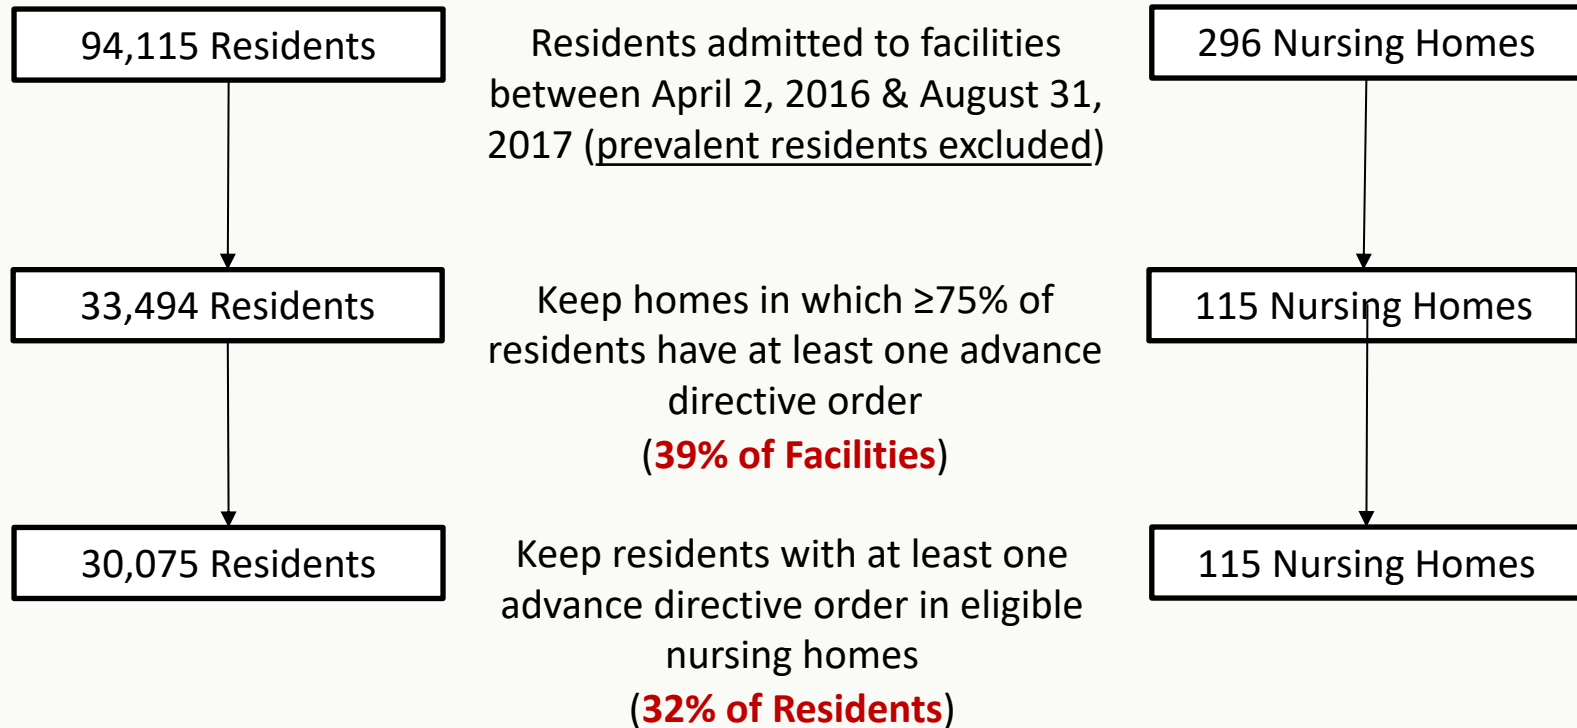 94,115 Residents
Residents admitted to facilities
between April 2, 2016 & August 31,
2017 (prevalent residents excluded)
296 Nursing Homes
33,494 Residents
Keep homes in which ≥75% of
residents have at least one advance
directive order
(39% of Facilities)
115 Nursing Homes
30,075 Residents
Keep residents with at least one
advance directive order in eligible
nursing homes
(32% of Residents)
115 Nursing Homes